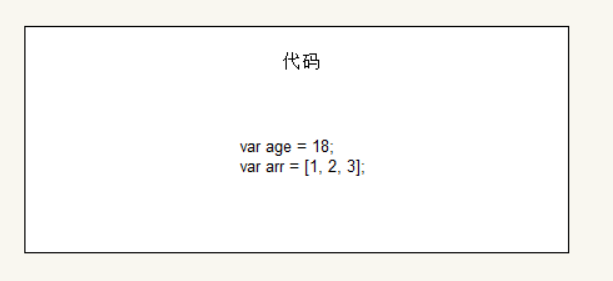 代码
var age = 18;
var arr = [1, 2, 3];